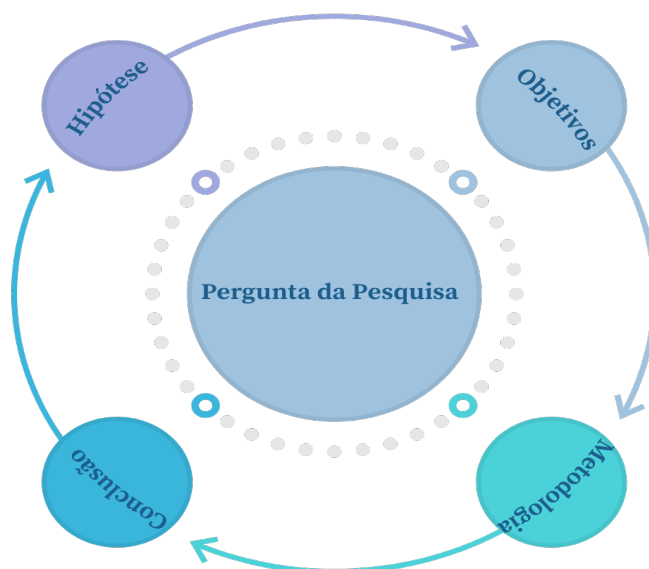 Hipótese
Objetivos
Pergunta da Pesquisa
Conclusão
Metodologia